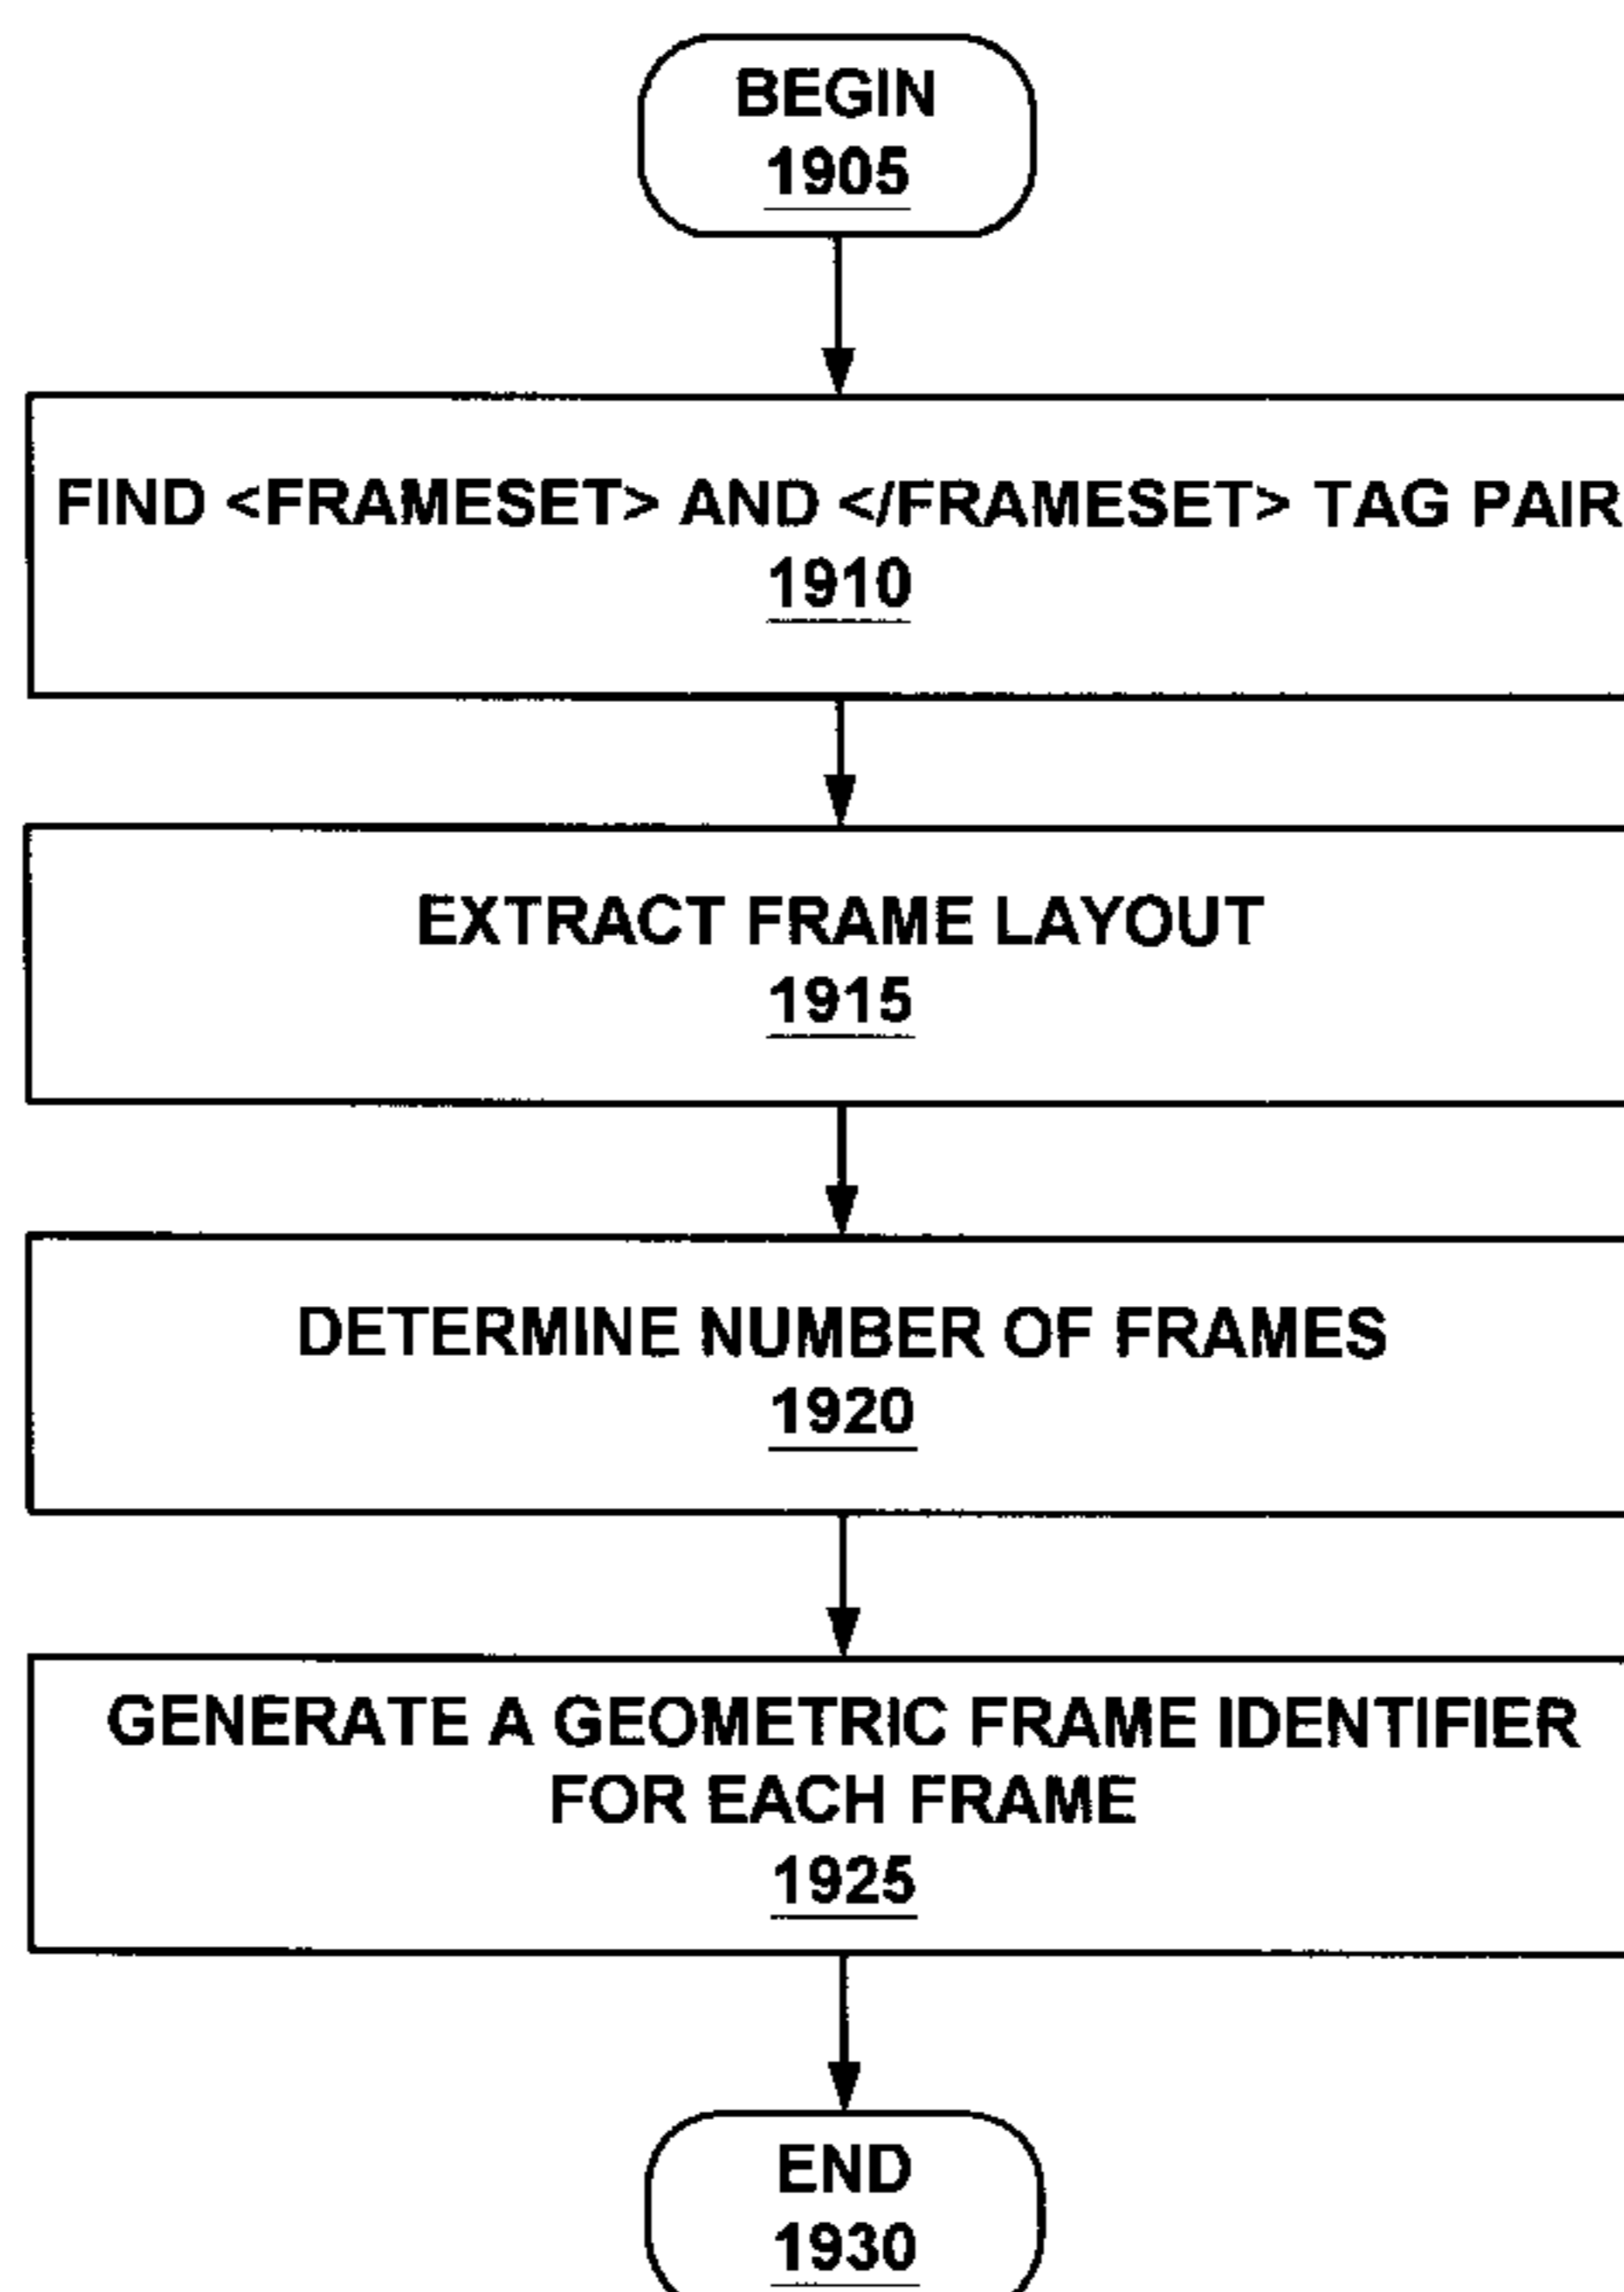 BEGIN
1905
FIND <FRAMESET> AND </FRAMESET> TAG PAIR
1910
EXTRACT FRAME LAYOUT
1915
DETERMINE NUMBER OF FRAMES
1920
GENERATE A GEOMETRIC FRAME IDENTIFIER
FOR EACH FRAME
1925
END
1930